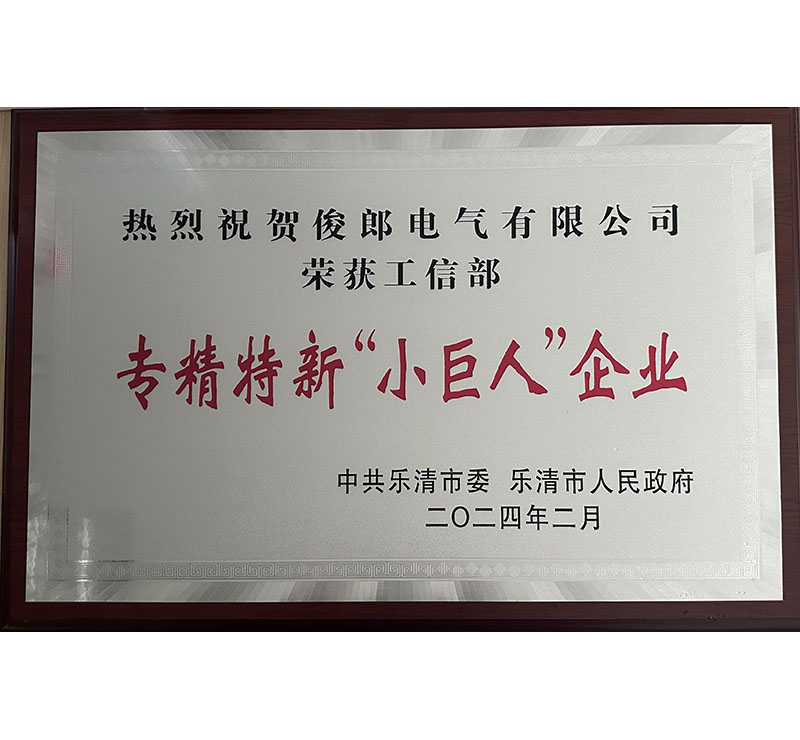 热烈祝贺俊郎电气有限公司
荣获工信部
专精特新“小巨人”企业
中共乐清市委 乐清市人民政府
二〇二四年二月